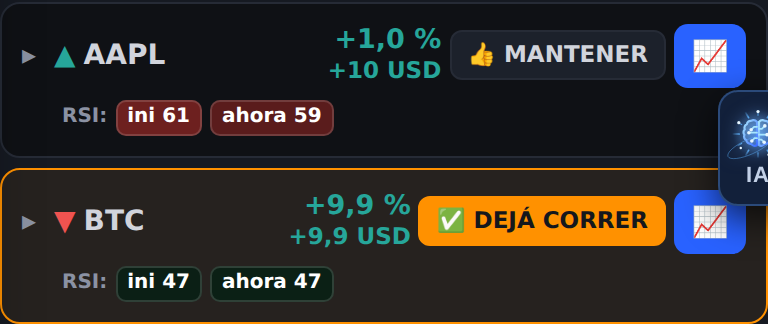 ▶ ▲ AAPL +1,0 % 👍 MANTENER
+10 USD
RSI: ini 61 ahora 59
IA
▶ ▼ BTC +9,9 % ✅ DEJÁ CORRER
+9,9 USD
RSI: ini 47 ahora 47